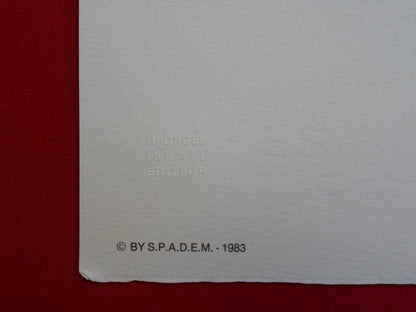 GEORGES
ISRAEL
EDITEUR
© BY S.P.A.D.E.M. - 1983